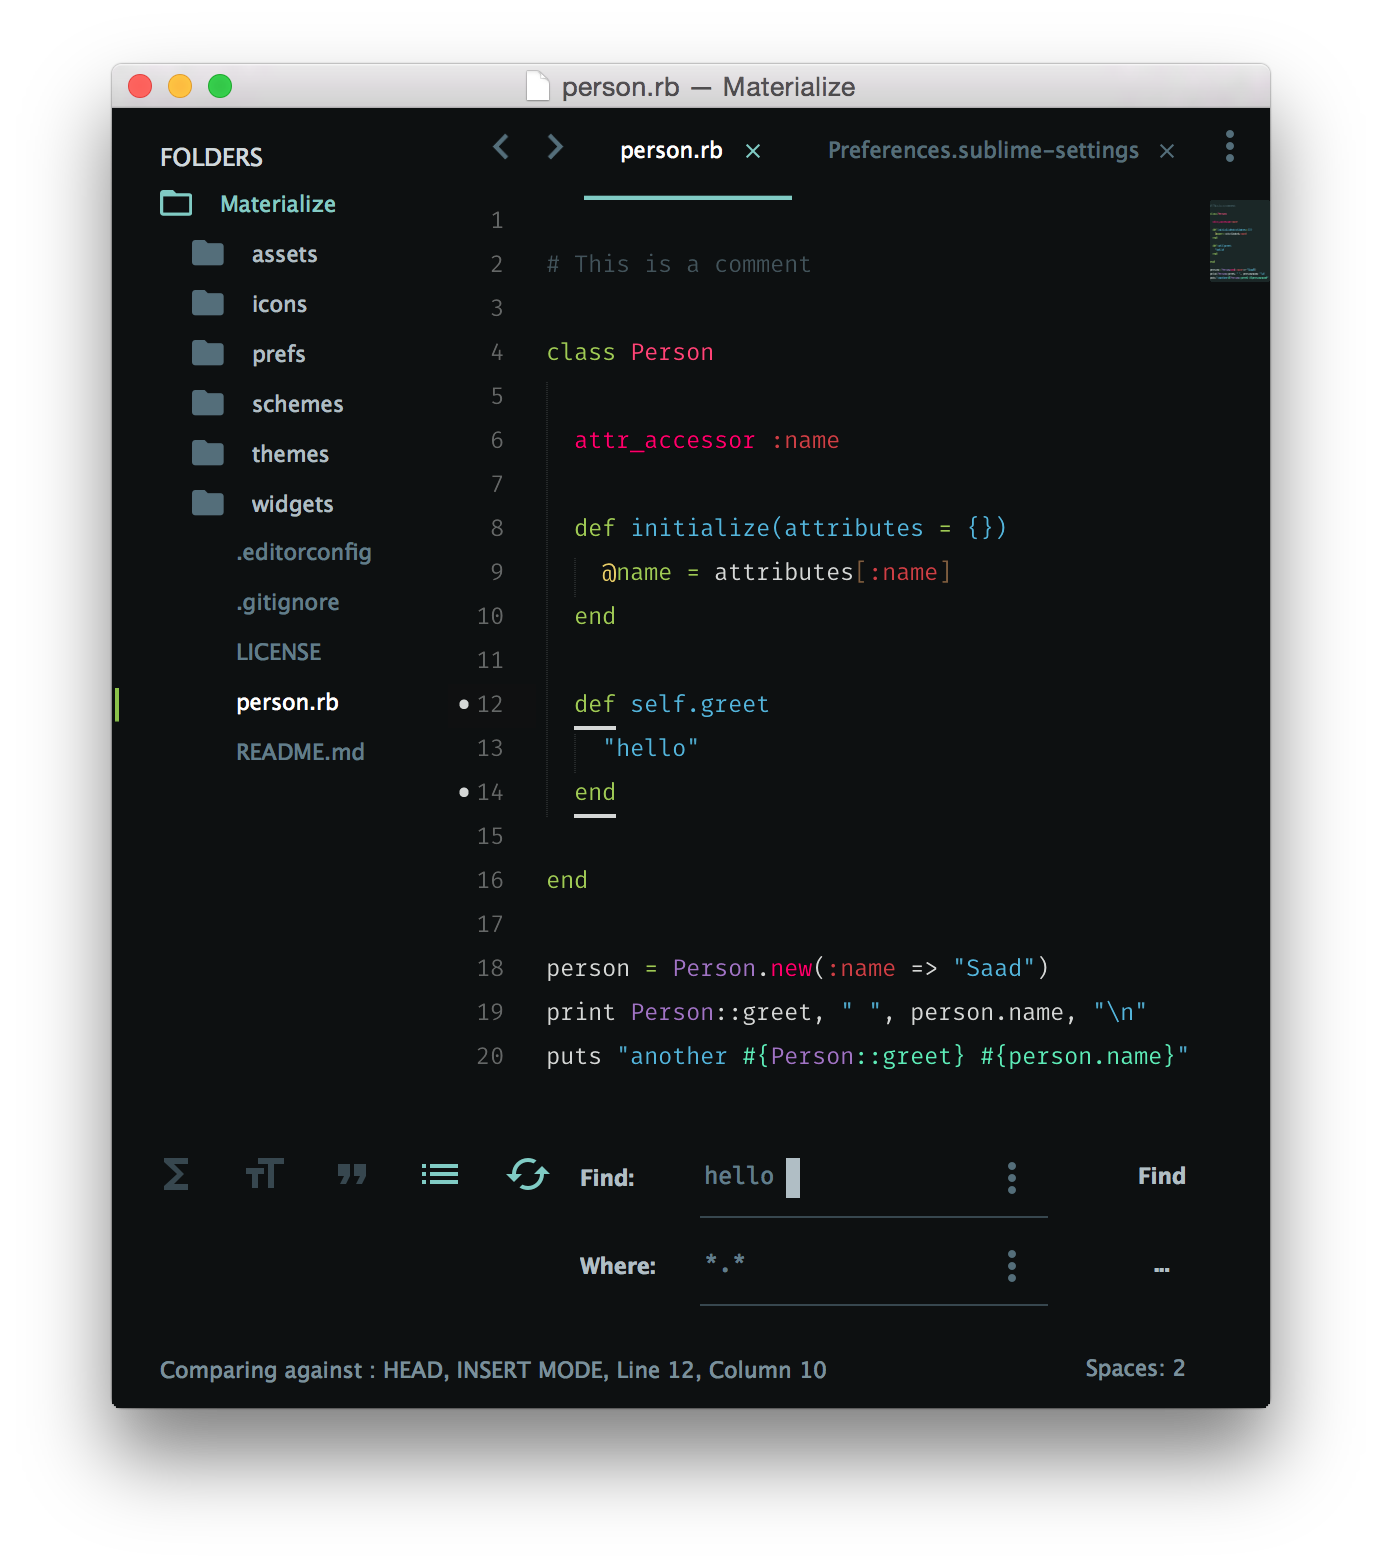 person.rb — Materialize
FOLDERS
Materialize
assets
icons
prefs
schemes
themes
widgets
.editorconfig
.gitignore
LICENSE
person.rb
README.md
person.rb ×
Preferences.sublime-settings ×
1
2 # This is a comment
3
4 class Person
5
6 attr_accessor :name
7
8 def initialize(attributes = {})
9 @name = attributes[:name]
10 end
11
12 def self.greet
13 "hello"
14 end
15
16 end
17
18 person = Person.new(:name => "Saad")
19 print Person::greet, " ", person.name, "\n"
20 puts "another #{Person::greet} #{person.name}"
Find: hello Find
Where: *.* ...
Comparing against : HEAD, INSERT MODE, Line 12, Column 10 Spaces: 2